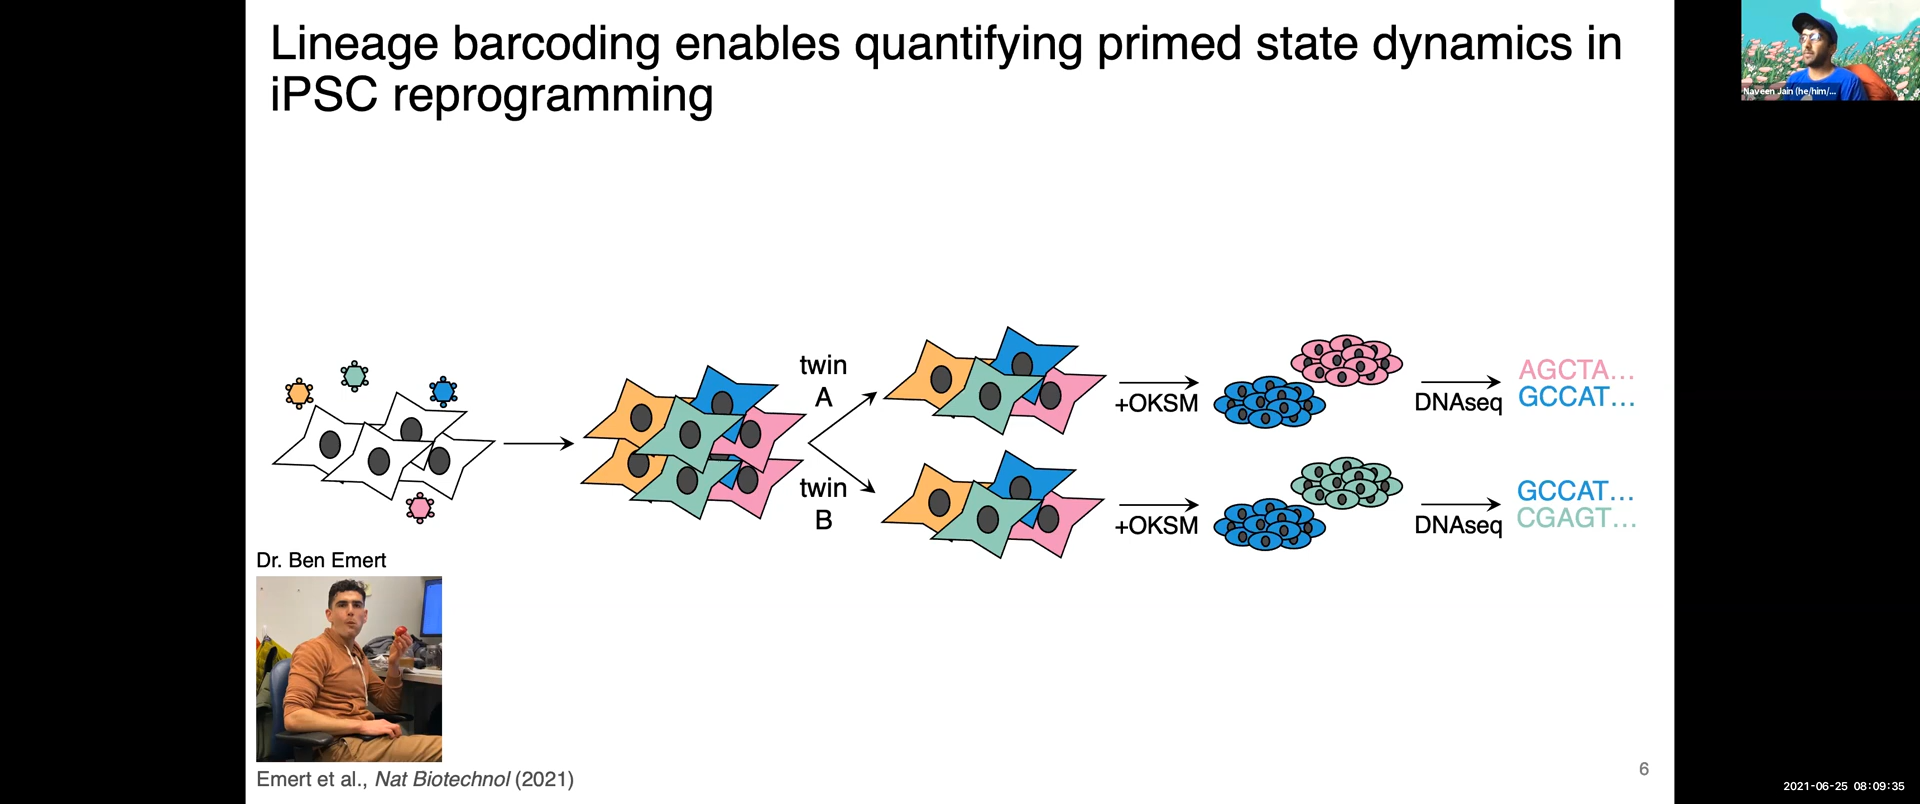 Lineage barcoding enables quantifying primed state dynamics in
iPSC reprogramming
Naveen Jain (he/him/...
twin
A
+OKSM
DNAseq
AGCTA...
GCCAT...
twin
B
+OKSM
DNAseq
GCCAT...
CGAGT...
Dr. Ben Emert
Emert et al., Nat Biotechnol (2021)
6
2021-06-25 08:09:35